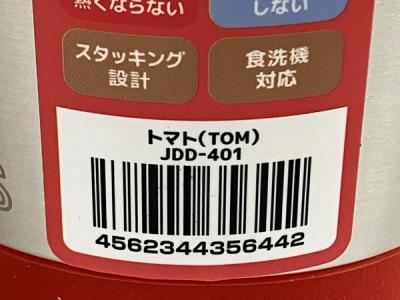 熱くならない
しない
スタッキング
設計
食洗機
対応
トマト(TOM)
JDD-401
4562344356442